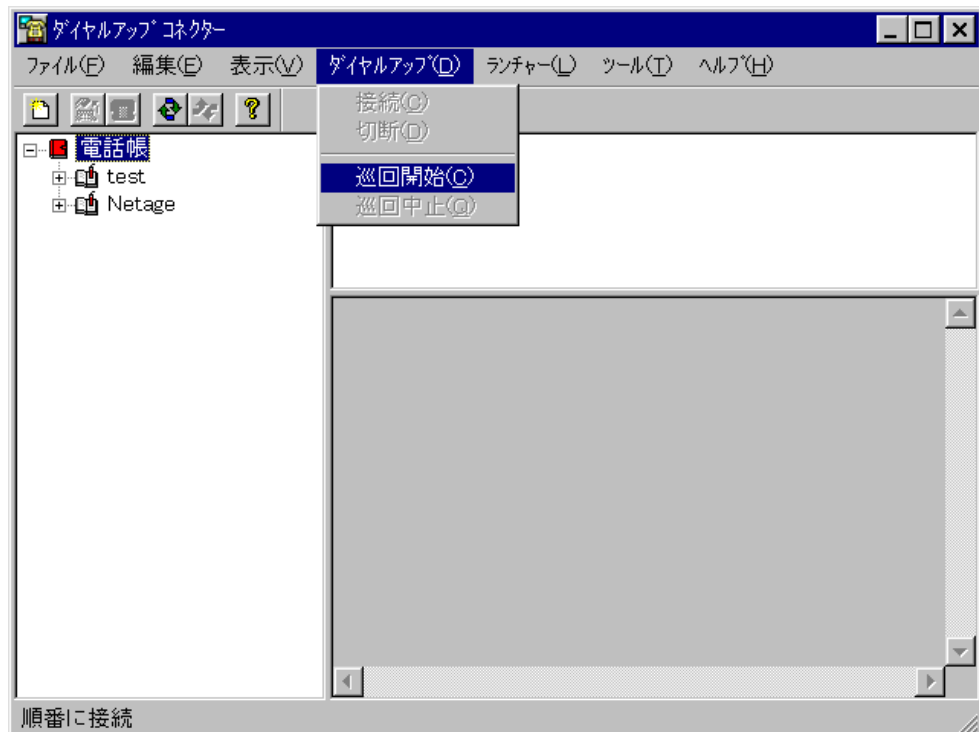 ﾀﾞｲﾔﾙｱｯﾌﾟ ｺﾈｸﾀｰ
ﾌｧｲﾙ(F) 編集(E) 表示(V) ﾀﾞｲﾔﾙｱｯﾌﾟ(D) ﾗﾝﾁｬｰ(L) ﾂｰﾙ(T) ﾍﾙﾌﾟ(H)
接続(C)
切断(D)
巡回開始(C)
巡回中止(Q)
電話帳
test
Netage
順番に接続